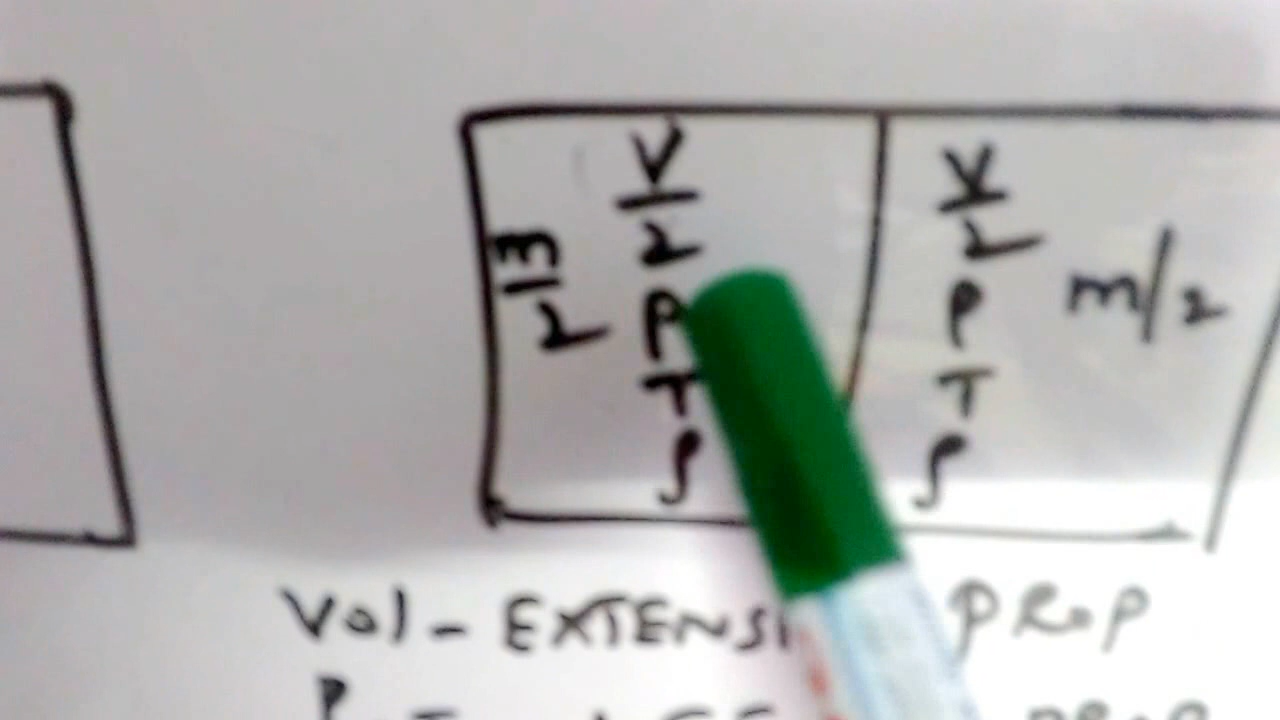 m/2
V/2
P
T
ρ
V/2
P
T
ρ
m/2
Vol - EXTENSI PROP
P